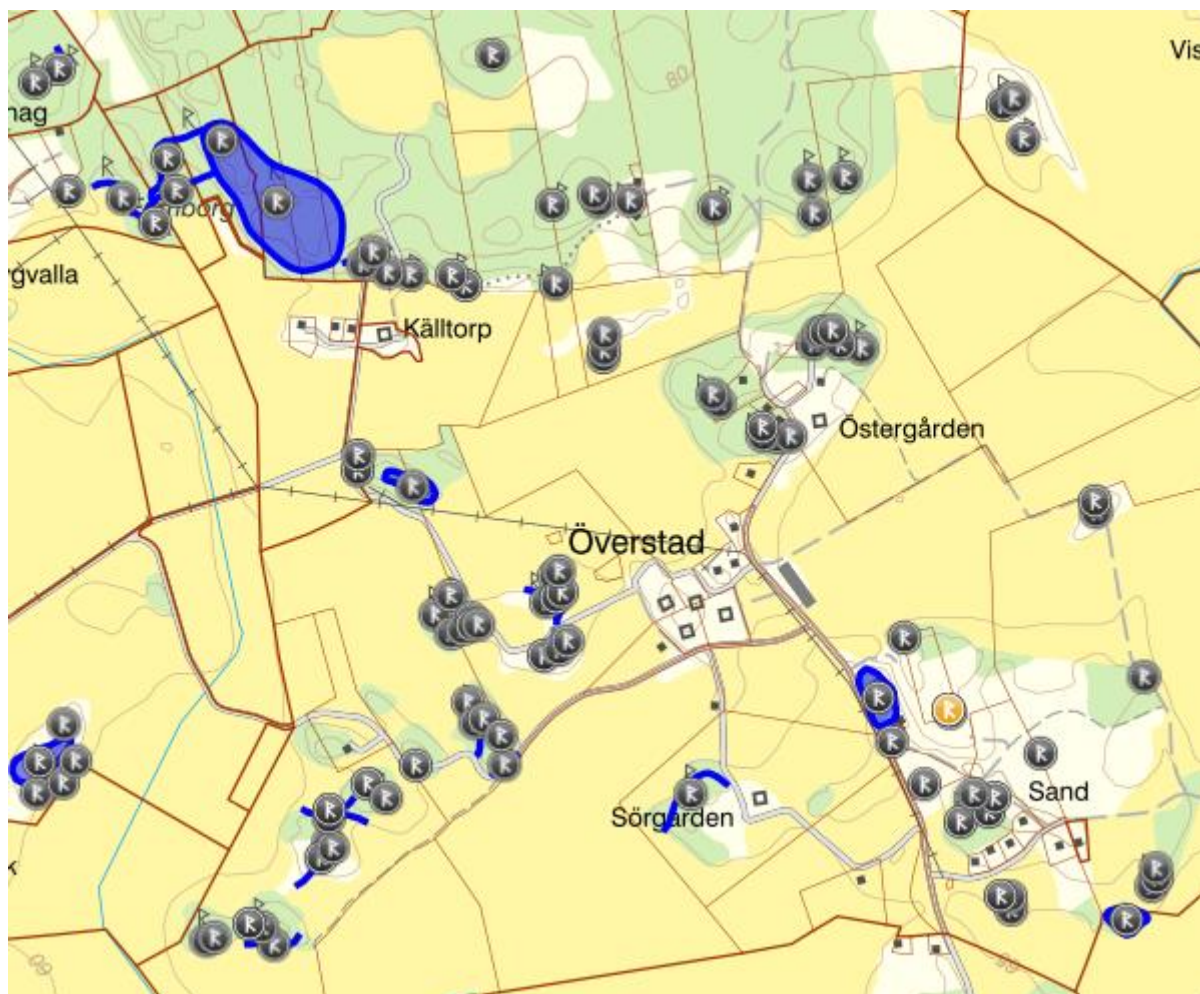 Vis
80
nag
rgvalla
Källtorp
Östergården
Överstad
Sand
Sörgården